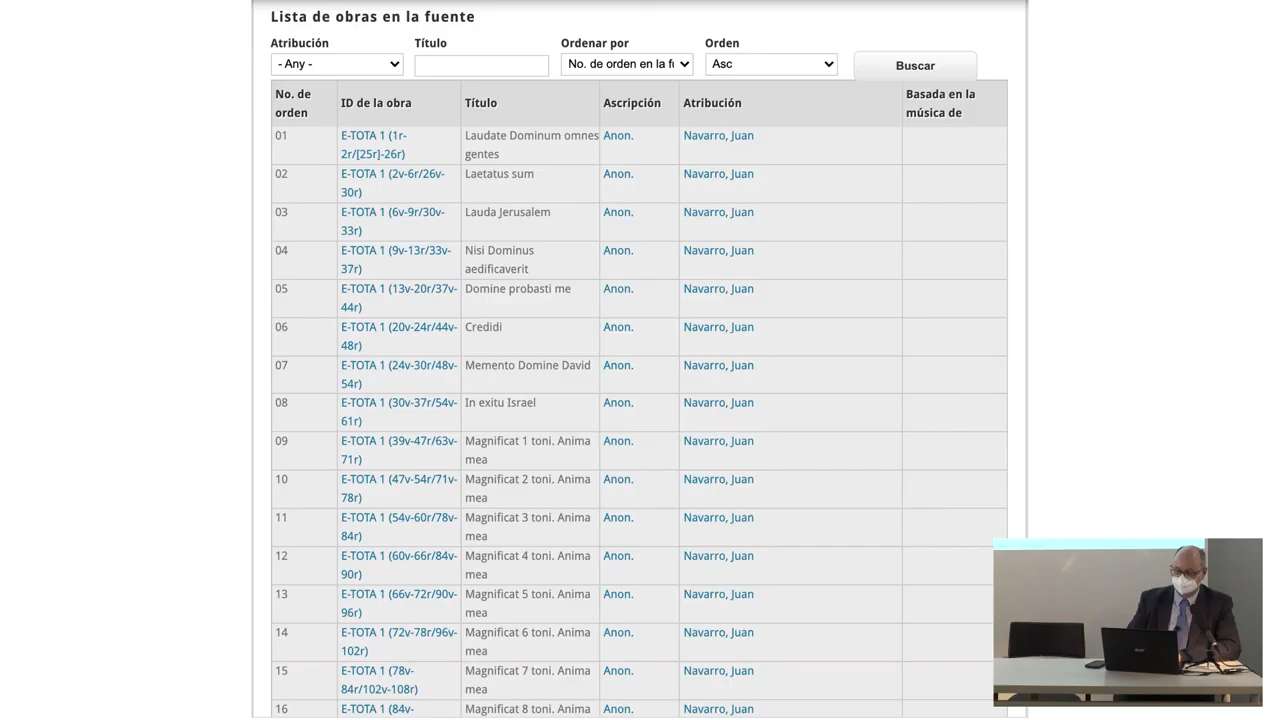 Lista de obras en la fuente
Atribución Título Ordenar por Orden
- Any - No. de orden en la fu Asc Buscar
No. de orden ID de la obra Título Ascripción Atribución Basada en la música de
01 E-TOTA 1 (1r-2r/[25r]-26r) Laudate Dominum omnes gentes Anon. Navarro, Juan
02 E-TOTA 1 (2v-6r/26v-30r) Laetatus sum Anon. Navarro, Juan
03 E-TOTA 1 (6v-9r/30v-33r) Lauda Jerusalem Anon. Navarro, Juan
04 E-TOTA 1 (9v-13r/33v-37r) Nisi Dominus aedificaverit Anon. Navarro, Juan
05 E-TOTA 1 (13v-20r/37v-44r) Domine probasti me Anon. Navarro, Juan
06 E-TOTA 1 (20v-24r/44v-48r) Credidi Anon. Navarro, Juan
07 E-TOTA 1 (24v-30r/48v-54r) Memento Domine David Anon. Navarro, Juan
08 E-TOTA 1 (30v-37r/54v-61r) In exitu Israel Anon. Navarro, Juan
09 E-TOTA 1 (39v-47r/63v-71r) Magnificat 1 toni. Anima mea Anon. Navarro, Juan
10 E-TOTA 1 (47v-54r/71v-78r) Magnificat 2 toni. Anima mea Anon. Navarro, Juan
11 E-TOTA 1 (54v-60r/78v-84r) Magnificat 3 toni. Anima mea Anon. Navarro, Juan
12 E-TOTA 1 (60v-66r/84v-90r) Magnificat 4 toni. Anima mea Anon. Navarro, Juan
13 E-TOTA 1 (66v-72r/90v-96r) Magnificat 5 toni. Anima mea Anon. Navarro, Juan
14 E-TOTA 1 (72v-78r/96v-102r) Magnificat 6 toni. Anima mea Anon. Navarro, Juan
15 E-TOTA 1 (78v-84r/102v-108r) Magnificat 7 toni. Anima mea Anon. Navarro, Juan
16 E-TOTA 1 (84v- Magnificat 8 toni. Anima Anon. Navarro, Juan